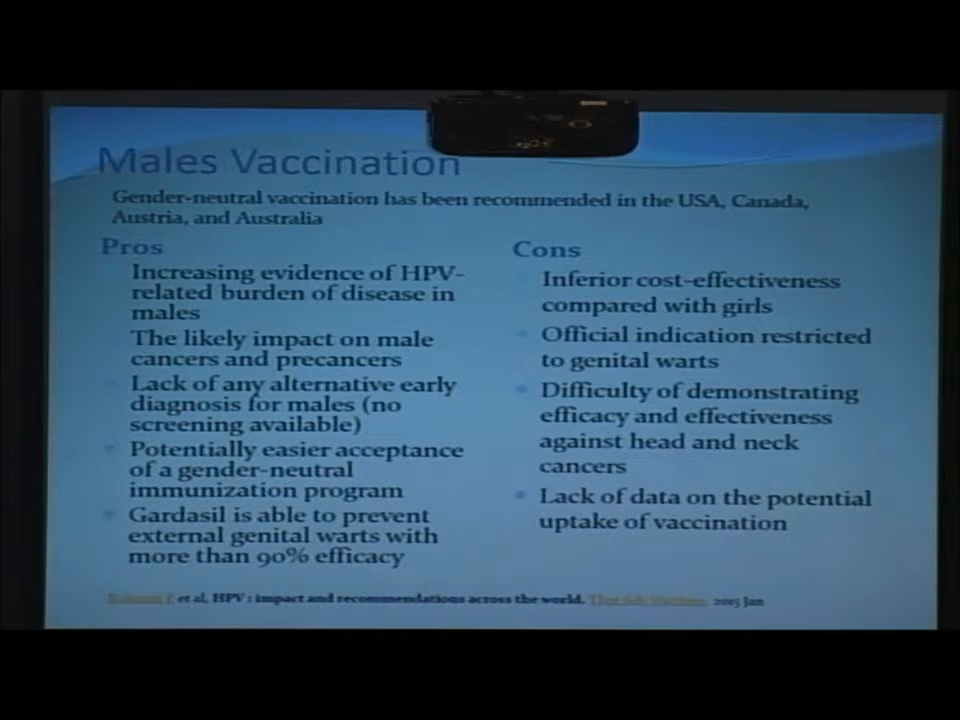 Males Vaccination
Gender-neutral vaccination has been recommended in the USA, Canada,
Austria, and Australia
Pros
Increasing evidence of HPV-
related burden of disease in
males
The likely impact on male
cancers and precancers
Lack of any alternative early
diagnosis for males (no
screening available)
Potentially easier acceptance
of a gender-neutral
immunization program
Gardasil is able to prevent
external genital warts with
more than 90% efficacy
Cons
Inferior cost-effectiveness
compared with girls
Official indication restricted
to genital warts
Difficulty of demonstrating
efficacy and effectiveness
against head and neck
cancers
Lack of data on the potential
uptake of vaccination
et al, HPV : impact and recommendations across the world. 2015 Jan